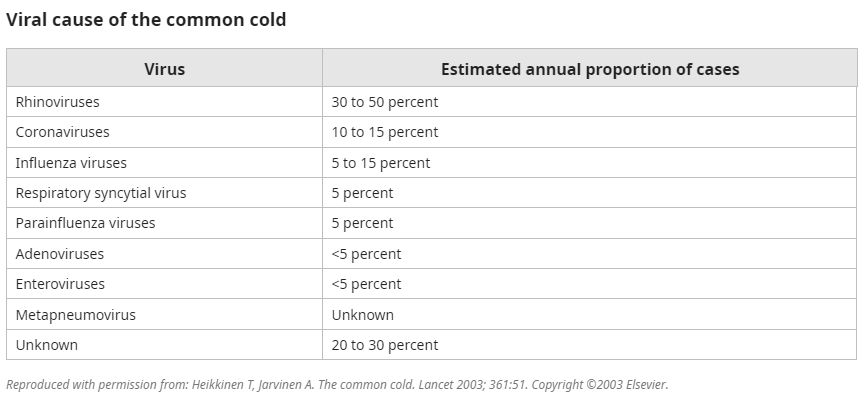 Viral cause of the common cold
Virus Estimated annual proportion of cases
Rhinoviruses 30 to 50 percent
Coronaviruses 10 to 15 percent
Influenza viruses 5 to 15 percent
Respiratory syncytial virus 5 percent
Parainfluenza viruses 5 percent
Adenoviruses <5 percent
Enteroviruses <5 percent
Metapneumovirus Unknown
Unknown 20 to 30 percent
Reproduced with permission from: Heikkinen T, Jarvinen A. The common cold. Lancet 2003; 361:51. Copyright ©2003 Elsevier.